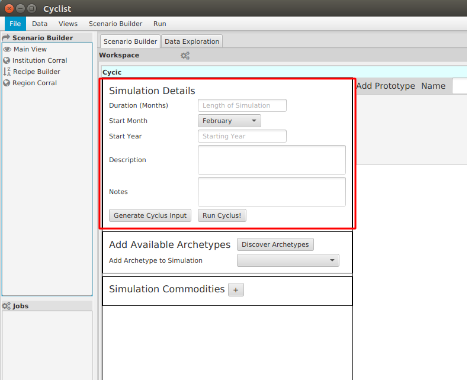 Cyclist
File Data Views Scenario Builder Run
Scenario Builder
Main View
Institution Corral
Recipe Builder
Region Corral
Jobs
Scenario Builder Data Exploration
Workspace
Cycic
Simulation Details
Duration (Months) Length of Simulation
Start Month February
Start Year Starting Year
Description
Notes
Generate Cyclus Input Run Cyclus!
Add Available Archetypes Discover Archetypes
Add Archetype to Simulation
Simulation Commodities +
Add Prototype Name